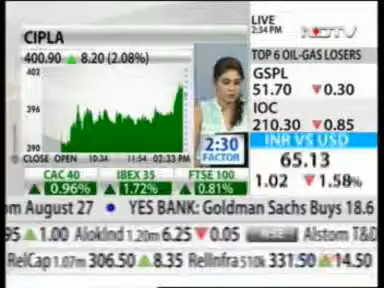 CIPLA
400.90 8.20 (2.08%)
402
396
390
CLOSE OPEN 10:34 11:54 02:33 PM
CAC 40 IBEX 35 FTSE 100
0.96% 1.72% 0.81%
2:30
FACTOR
LIVE
2:34 PM
NDTV
TOP 6 OIL-GAS LOSERS
GSPL
51.70 0.30
IOC
210.30 0.85
INR VS USD
65.13
1.02 1.58%
om August 27 YES BANK: Goldman Sachs Buys 18.6
95 1.00 AlokInd 1.20m 6.25 0.05 NSE Alstom T&D
RelCap 1.07m 306.50 8.35 RelInfra 510k 331.50 14.50